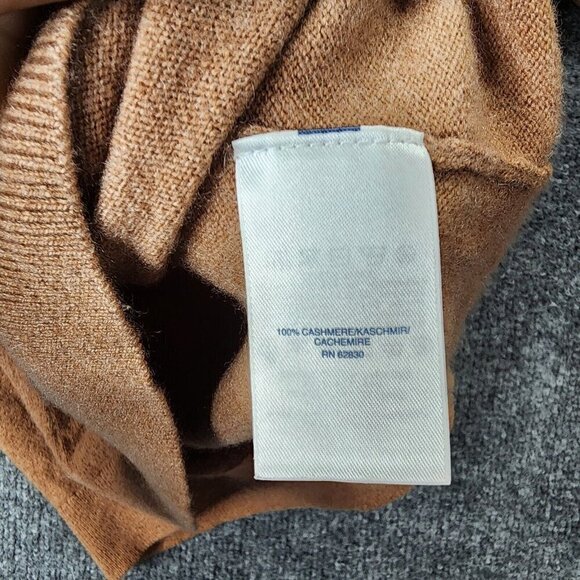 100% CASHMERE/KASCHMIR/
CACHEMIRE
RN 62830